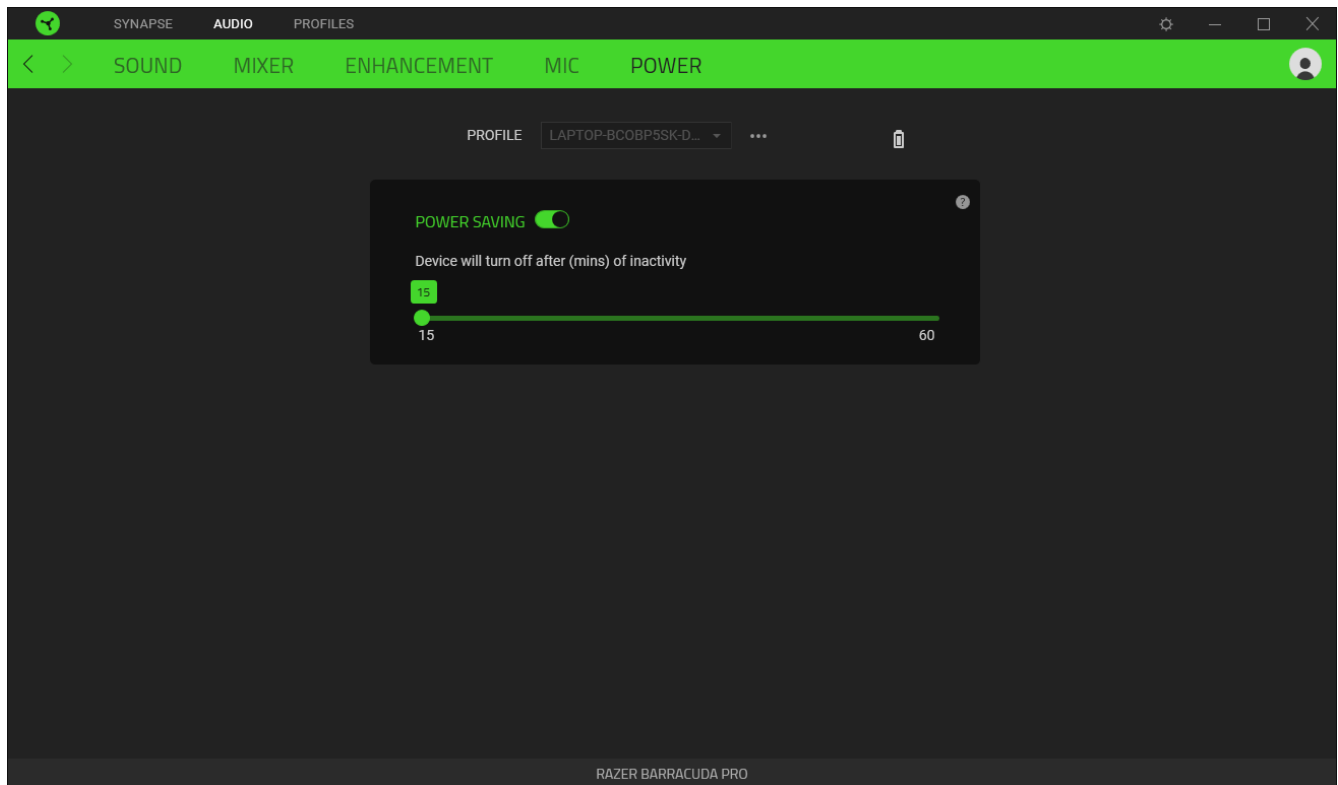 SYNAPSE AUDIO PROFILES
SOUND MIXER ENHANCEMENT MIC POWER
PROFILE LAPTOP-BCOBP5SK-D... •••
?
POWER SAVING
Device will turn off after (mins) of inactivity
15
15 60
RAZER BARRACUDA PRO